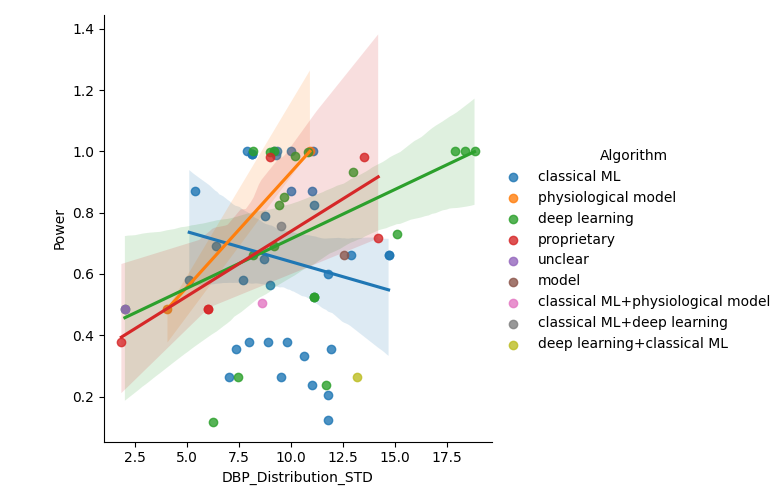 1.4
1.2
1.0
0.8
0.6
0.4
0.2
Power
2.5 5.0 7.5 10.0 12.5 15.0 17.5
DBP_Distribution_STD
Algorithm
classical ML
physiological model
deep learning
proprietary
unclear
model
classical ML+physiological model
classical ML+deep learning
deep learning+classical ML